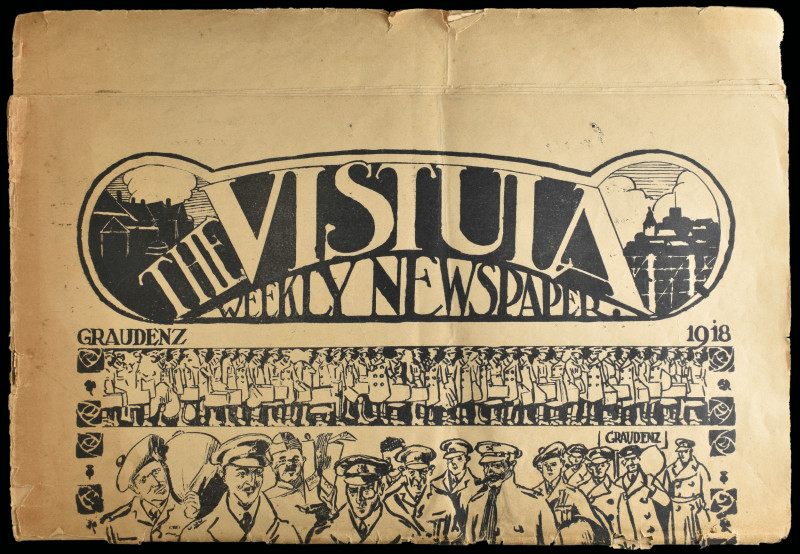 THE VISTULA
WEEKLY NEWSPAPER.
GRAUDENZ 1918
GRAUDENZ